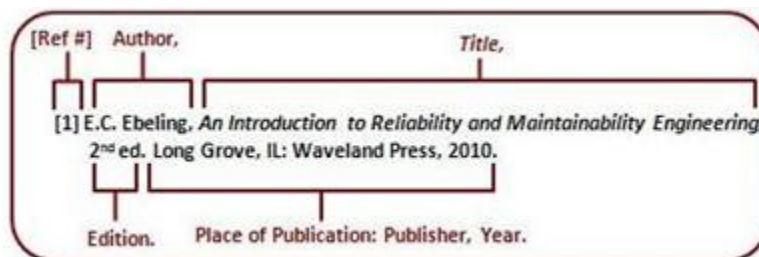 [Ref #] Author, Title,
[1] E.C. Ebeling, An Introduction to Reliability and Maintainability Engineering
2nd ed. Long Grove, IL: Waveland Press, 2010.
Edition. Place of Publication: Publisher, Year.